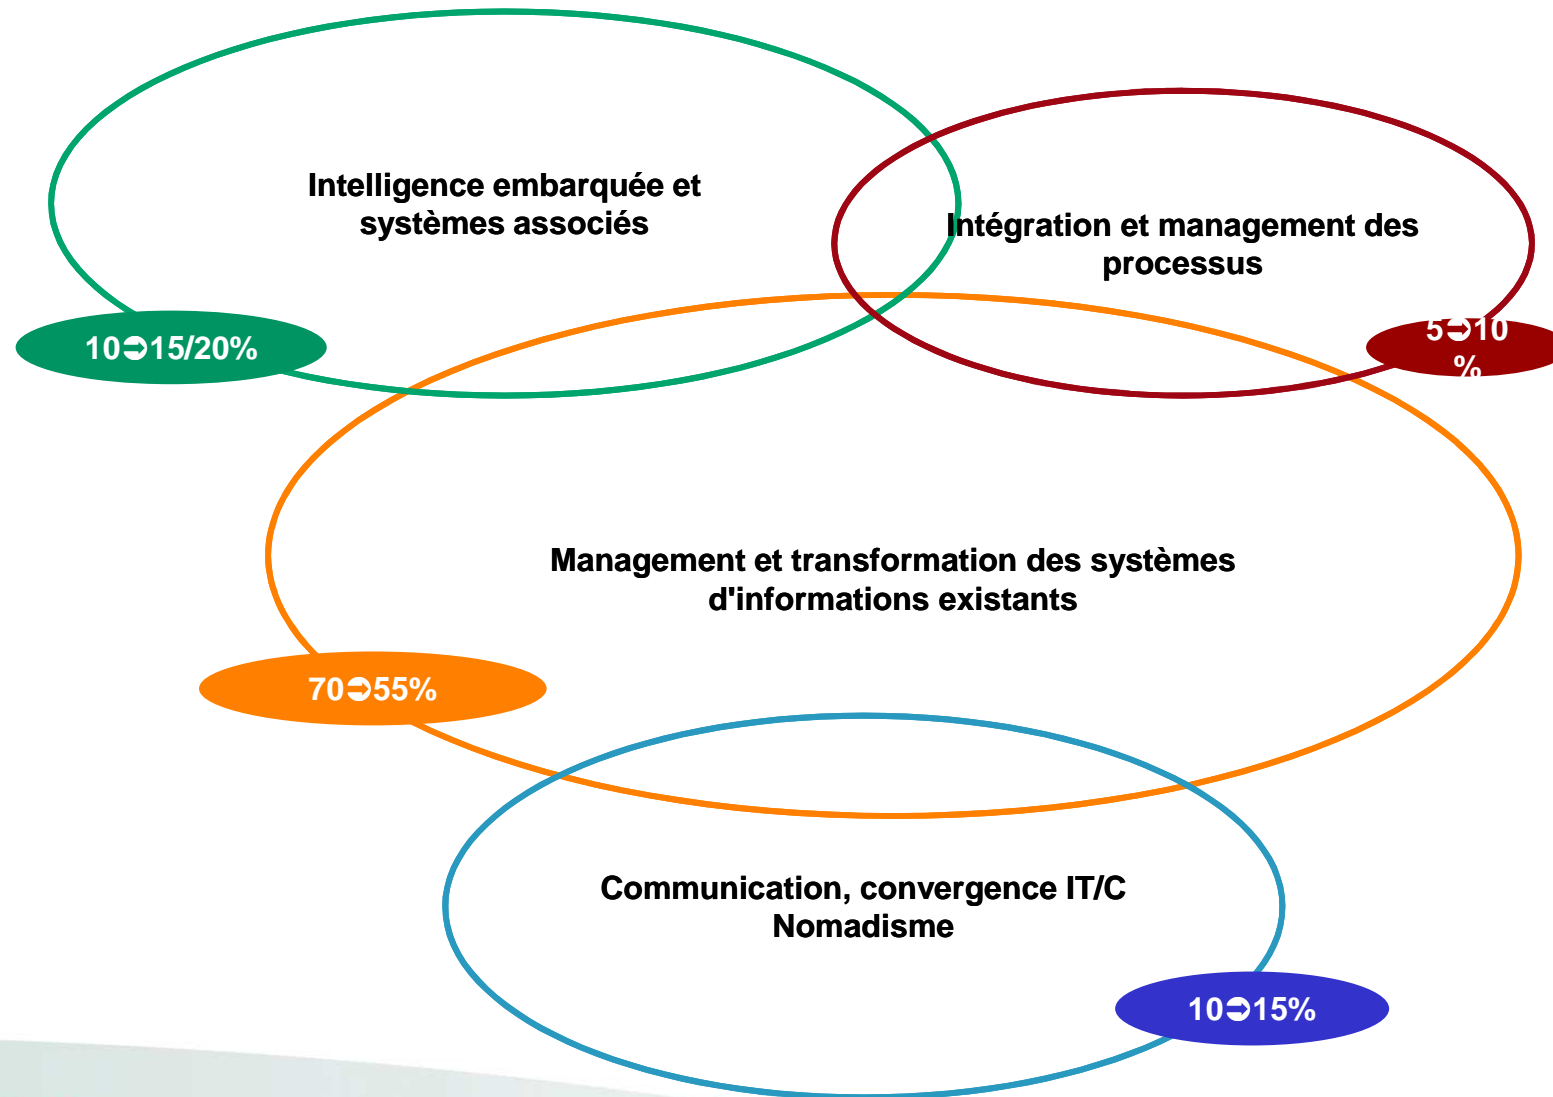 Intelligence embarquée et
systèmes associés
Intégration et management des
processus
10➲15/20%
5➲10
%
Management et transformation des systèmes
d'informations existants
70➲55%
Communication, convergence IT/C
Nomadisme
10➲15%